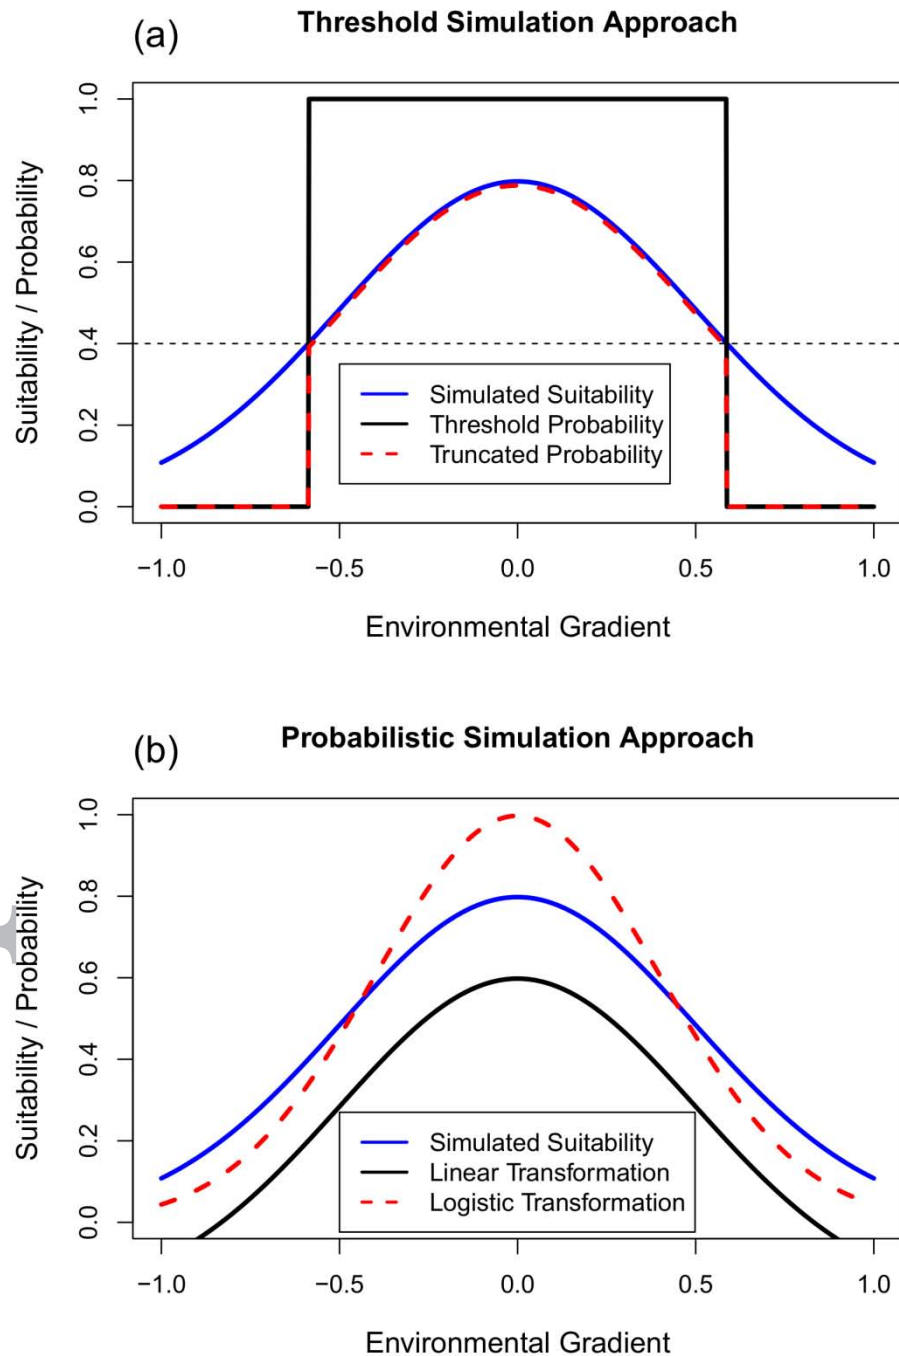 (a)
Threshold Simulation Approach
Suitability / Probability
1.0
0.8
0.6
0.4
0.2
0.0
Simulated Suitability
Threshold Probability
Truncated Probability
−1.0 −0.5 0.0 0.5 1.0
Environmental Gradient
(b)
Probabilistic Simulation Approach
Suitability / Probability
1.0
0.8
0.6
0.4
0.2
0.0
Simulated Suitability
Linear Transformation
Logistic Transformation
−1.0 −0.5 0.0 0.5 1.0
Environmental Gradient